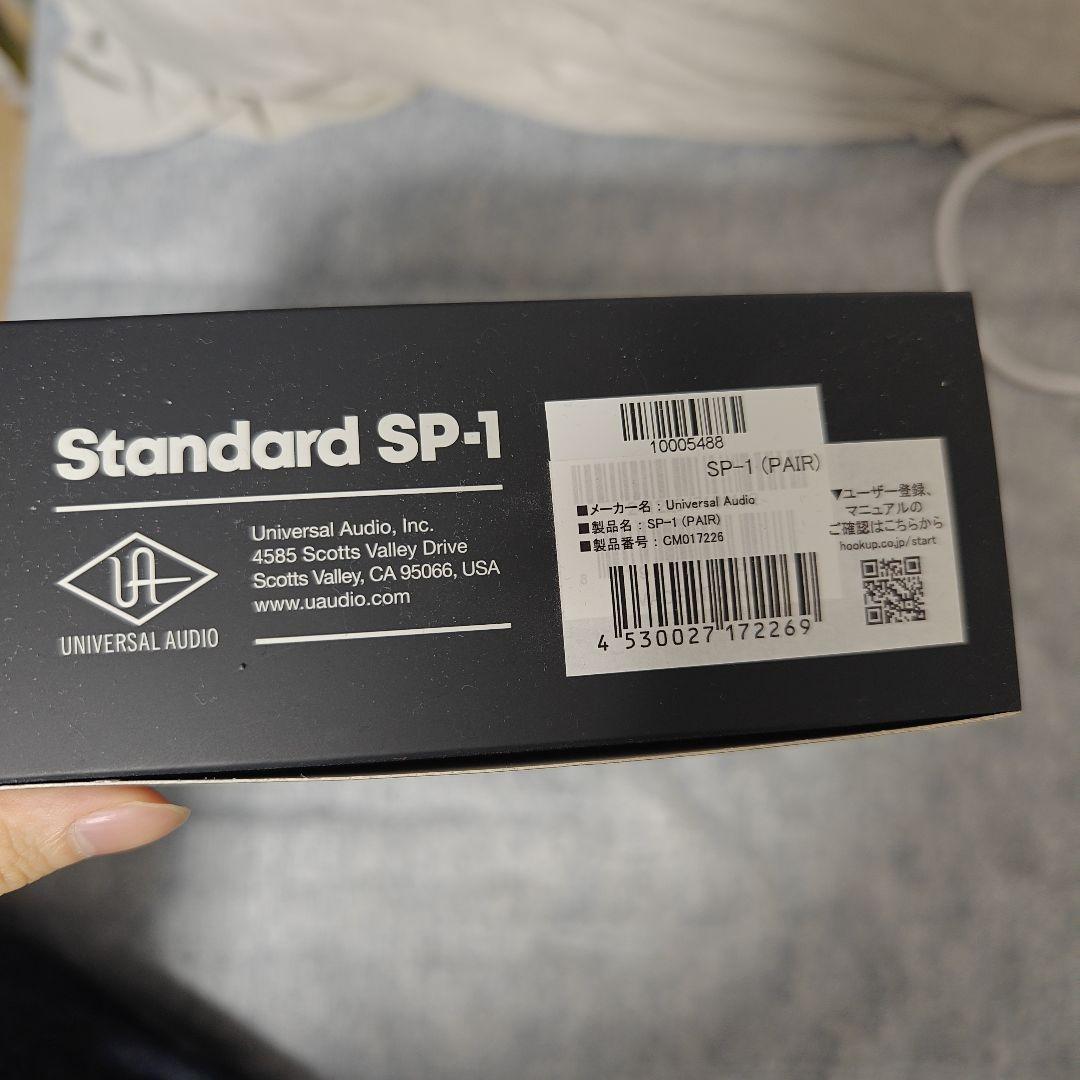 Standard SP-1
UA
UNIVERSAL AUDIO
Universal Audio, Inc.
4585 Scotts Valley Drive
Scotts Valley, CA 95066, USA
www.uaudio.com
10005488
SP-1 (PAIR)
■メーカー名 : Universal Audio
■製品名 : SP-1 (PAIR)
■製品番号 : CM017226
4 530027 172269
▼ユーザー登録、
マニュアルの
ご確認はこちらから
hookup.co.jp/start